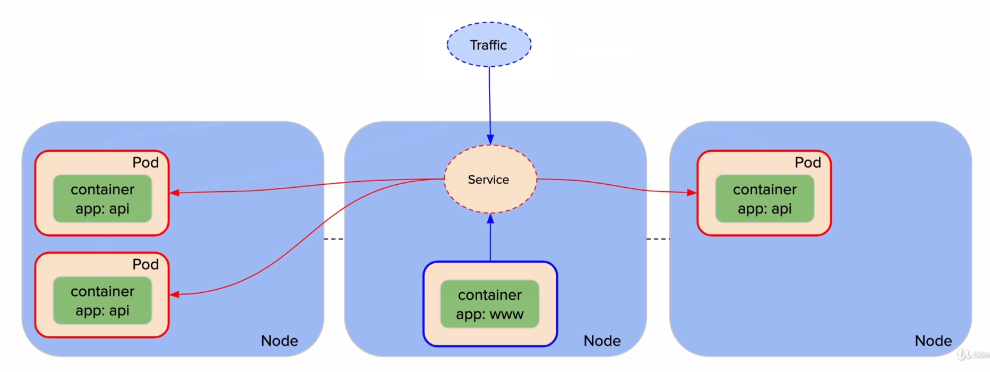 Traffic
Service
Pod
container
app: api
Pod
container
app: api
Node
container
app: www
Node
Pod
container
app: api
Node